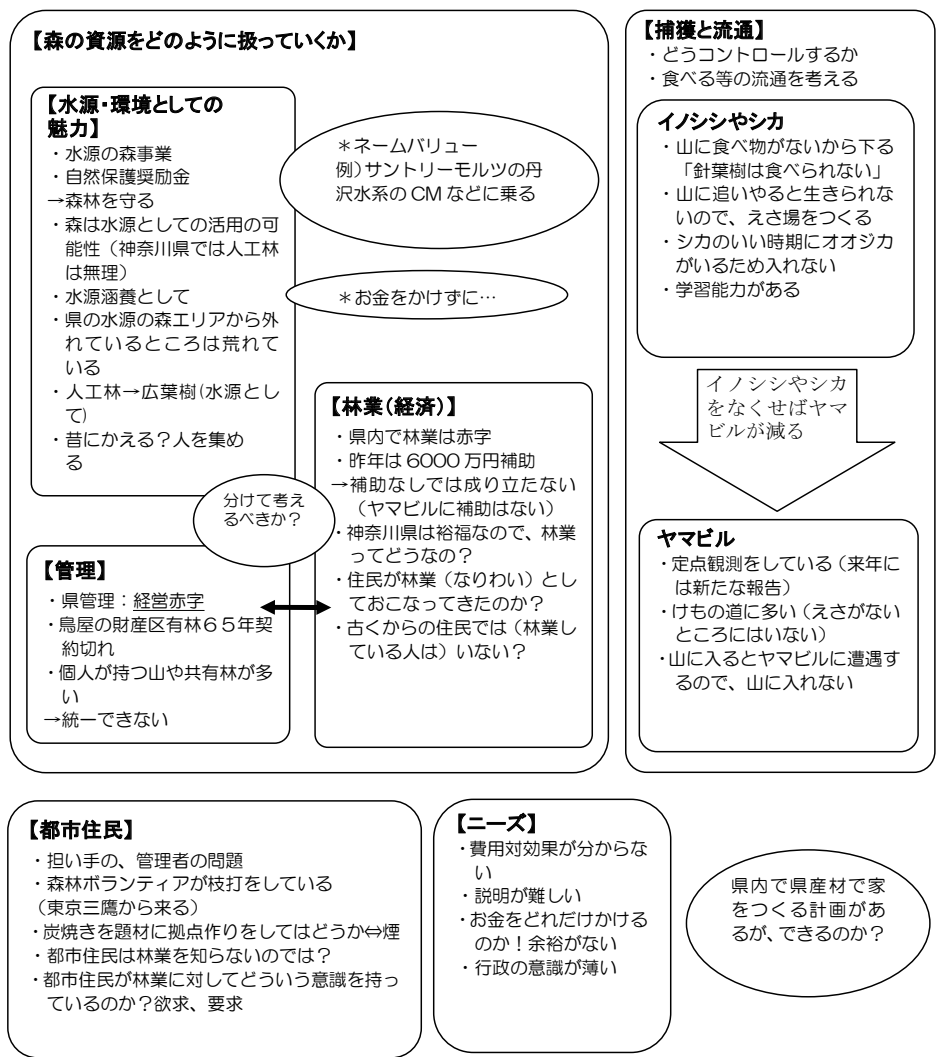 【森の資源をどのように扱っていくか】
【水源・環境としての
魅力】
・水源の森事業
・自然保護奨励金
→森林を守る
・森は水源としての活用の可
能性（神奈川県では人工林
は無理）
・水源涵養として
・県の水源の森エリアから外
れているところは荒れて
いる
・人工林→広葉樹(水源とし
て)
・昔にかえる？人を集め
る
＊ネームバリュー
例）サントリーモルツの丹
沢水系の CM などに乗る
＊お金をかけずに…
分けて考え
るべきか？
【管理】
・県管理：経営赤字
・鳥屋の財産区有林６５年契
約切れ
・個人が持つ山や共有林が多
い
→統一できない
【林業（経済）】
・県内で林業は赤字
・昨年は 6000 万円補助
→補助なしでは成り立たない
（ヤマビルに補助はない）
・神奈川県は裕福なので、林業
ってどうなの？
・住民が林業（なりわい）とし
ておこなってきたのか？
・古くからの住民では（林業し
ている人は）いない？
【捕獲と流通】
・どうコントロールするか
・食べる等の流通を考える
イノシシやシカ
・山に食べ物がないから下る
「針葉樹は食べられない」
・山に追いやると生きられ
ないので、えさ場をつくる
・シカのいい時期にオオジカ
がいるため入れない
・学習能力がある
イノシシやシカ
をなくせばヤマ
ビルが減る
ヤマビル
・定点観測をしている（来年に
は新たな報告）
・けもの道に多い（えさがない
ところにはいない）
・山に入るとヤマビルに遭遇す
るので、山に入れない
【都市住民】
・担い手の、管理者の問題
・森林ボランティアが枝打をしている
（東京三鷹から来る）
・炭焼きを題材に拠点作りをしてはどうか⇔煙
・都市住民は林業を知らないのでは？
・都市住民が林業に対してどういう意識を持っ
ているのか？欲求、要求
【ニーズ】
・費用対効果が分からな
い
・説明が難しい
・お金をどれだけかける
のか！余裕がない
・行政の意識が薄い
県内で県産材で家
をつくる計画があ
るが、できるのか？